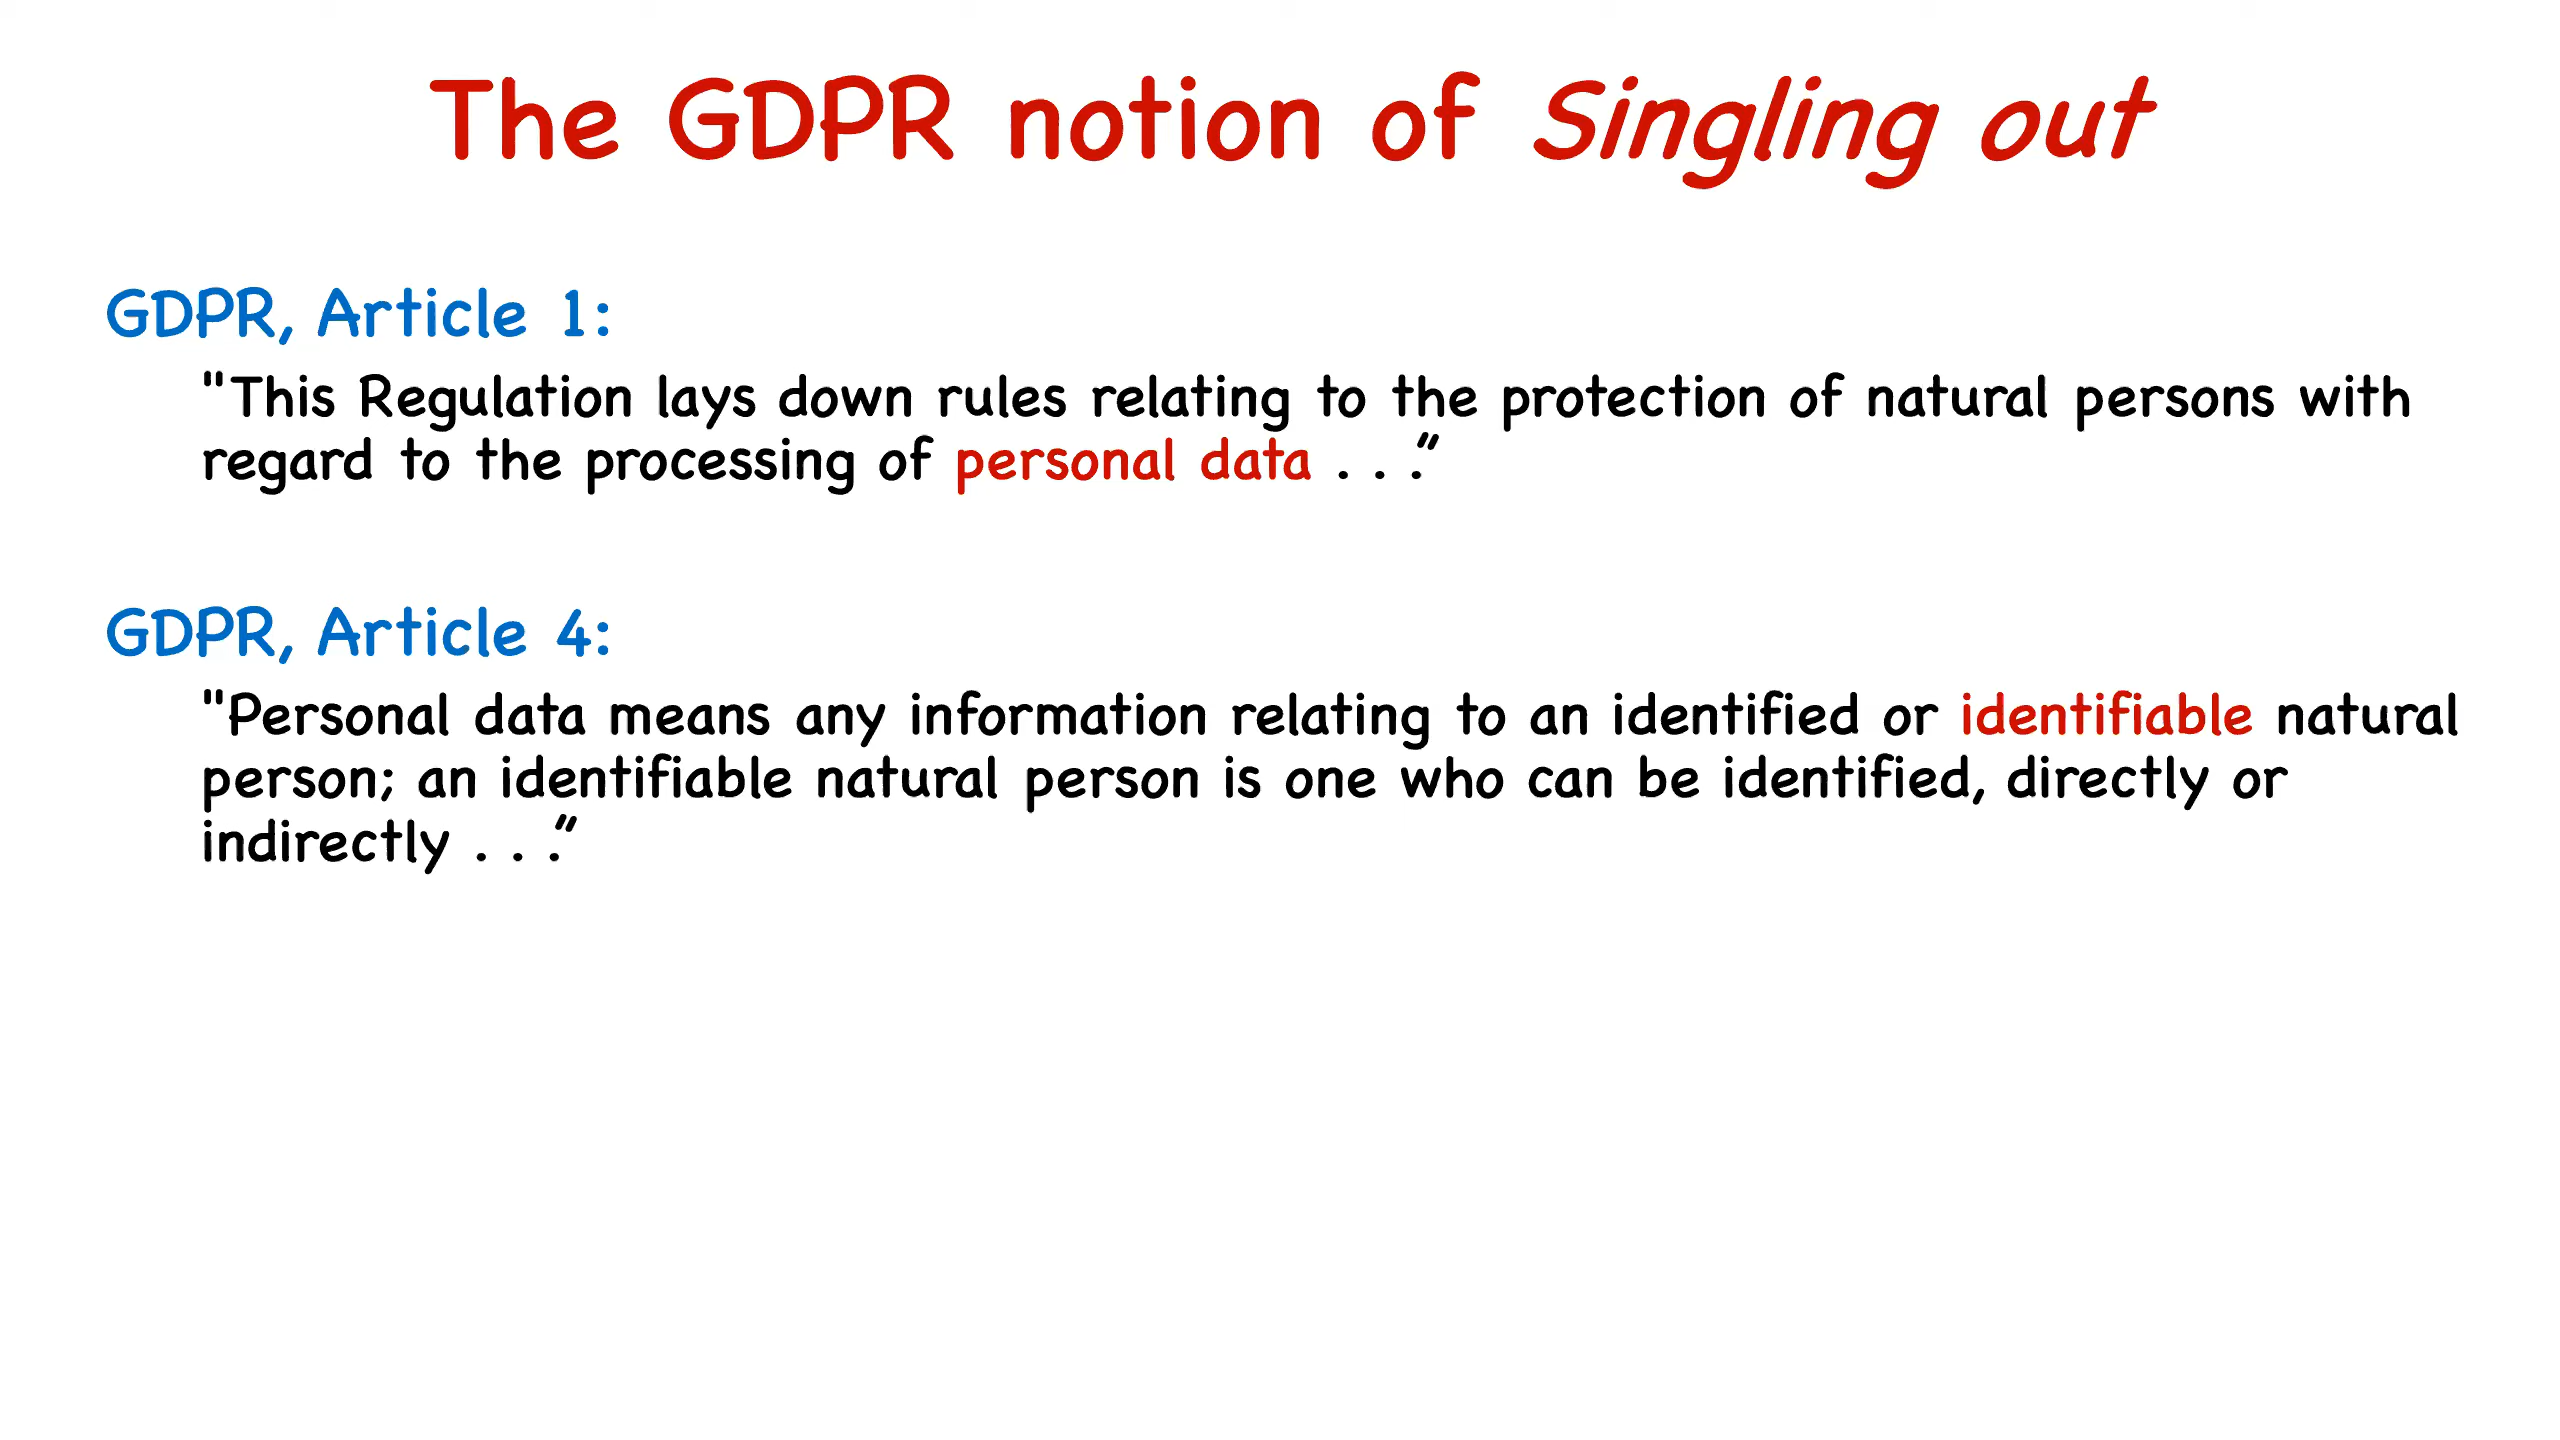 The GDPR notion of Singling out
GDPR, Article 1:
"This Regulation lays down rules relating to the protection of natural persons with
regard to the processing of personal data . . .”
GDPR, Article 4:
"Personal data means any information relating to an identified or identifiable natural
person; an identifiable natural person is one who can be identified, directly or
indirectly . . .”